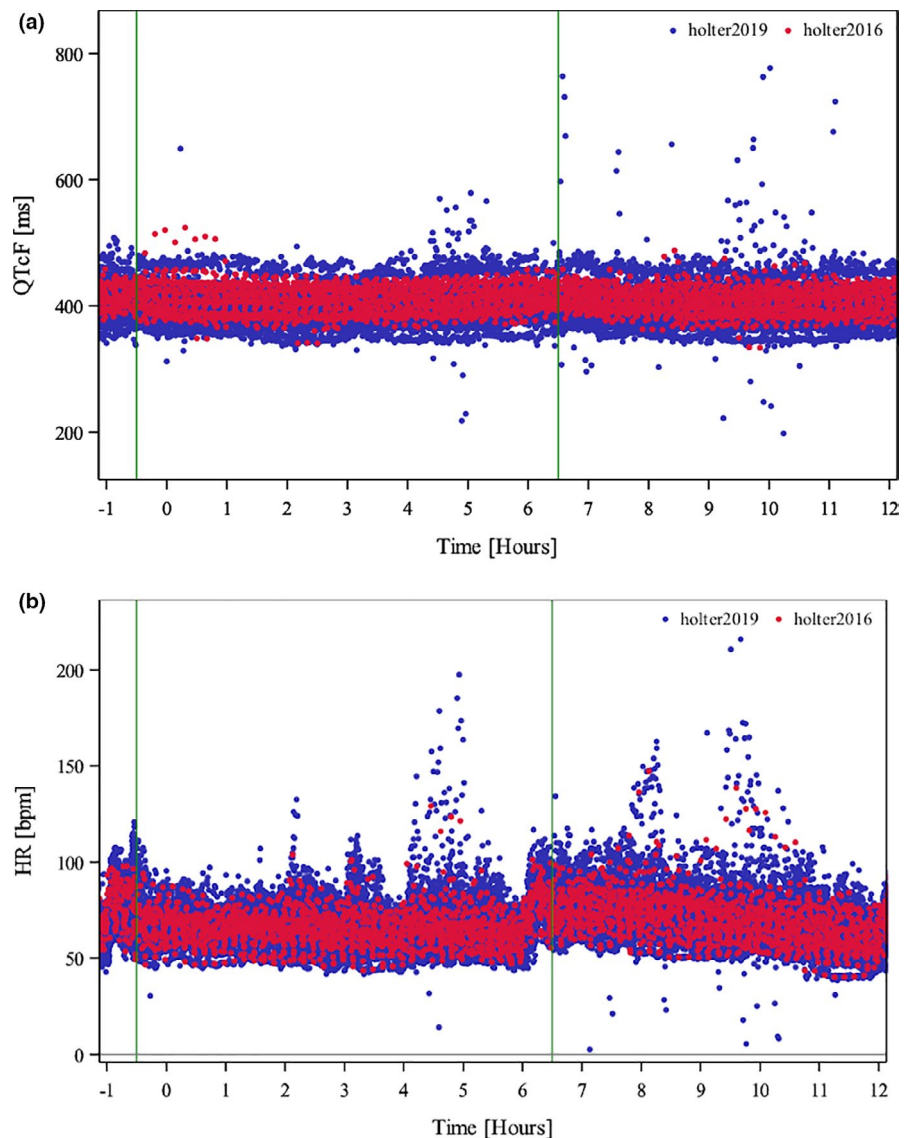 (a)
holter2019 holter2016
800
600
400
200
QTcF [ms]
-1 0 1 2 3 4 5 6 7 8 9 10 11 12
Time [Hours]
(b)
holter2019 holter2016
200
150
100
50
0
HR [bpm]
-1 0 1 2 3 4 5 6 7 8 9 10 11 12
Time [Hours]